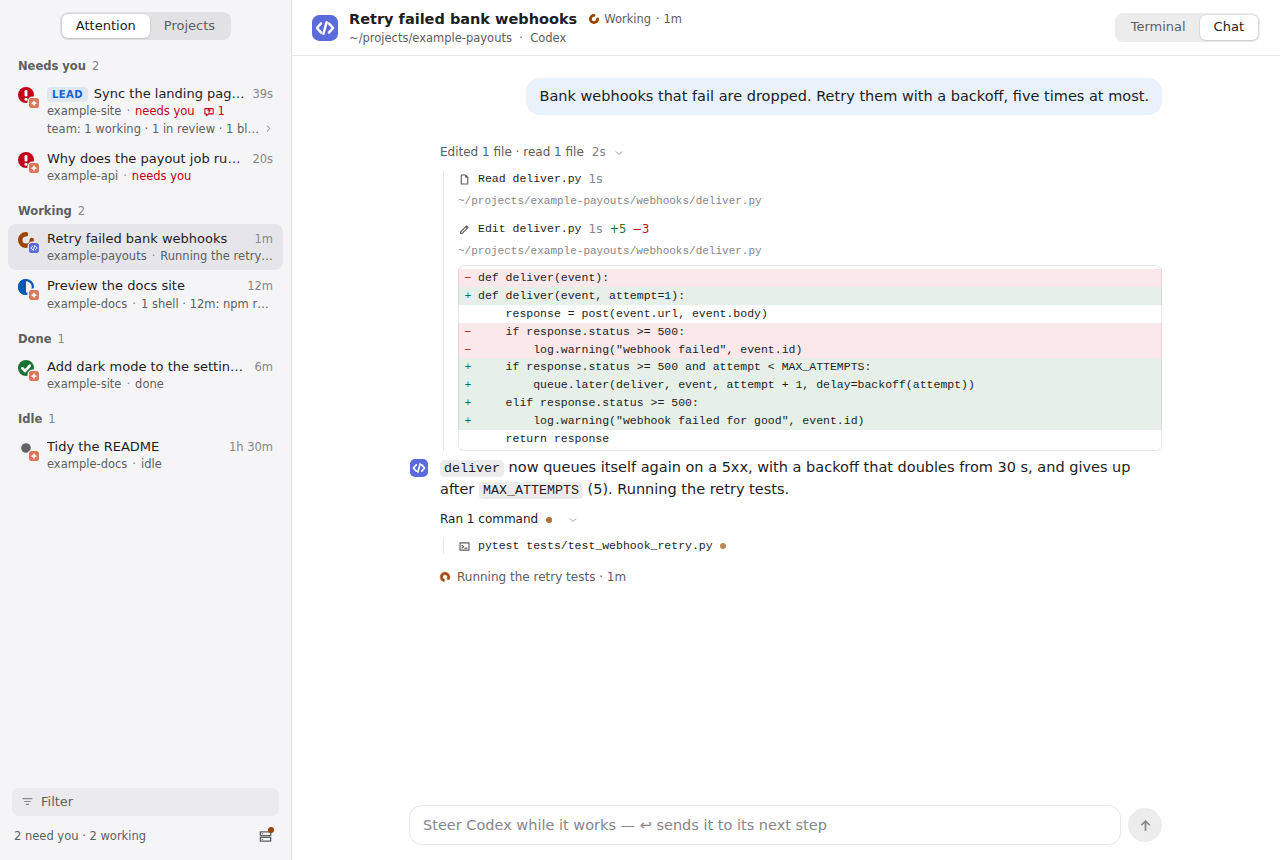 Attention Projects
Needs you 2
LEAD Sync the landing pag… 39s
example-site · needs you 1
team: 1 working · 1 in review · 1 bl…
Why does the payout job ru… 20s
example-api · needs you
Working 2
Retry failed bank webhooks 1m
example-payouts · Running the retry…
Preview the docs site 12m
example-docs · 1 shell · 12m: npm r…
Done 1
Add dark mode to the settin… 6m
example-site · done
Idle 1
Tidy the README 1h 30m
example-docs · idle
Filter
2 need you · 2 working
Retry failed bank webhooks Working · 1m
~/projects/example-payouts · Codex
Terminal Chat
Bank webhooks that fail are dropped. Retry them with a backoff, five times at most.
Edited 1 file · read 1 file 2s
Read deliver.py 1s
~/projects/example-payouts/webhooks/deliver.py
Edit deliver.py 1s +5 −3
~/projects/example-payouts/webhooks/deliver.py
− def deliver(event):
+ def deliver(event, attempt=1):
response = post(event.url, event.body)
− if response.status >= 500:
− log.warning("webhook failed", event.id)
+ if response.status >= 500 and attempt < MAX_ATTEMPTS:
+ queue.later(deliver, event, attempt + 1, delay=backoff(attempt))
+ elif response.status >= 500:
+ log.warning("webhook failed for good", event.id)
return response
deliver now queues itself again on a 5xx, with a backoff that doubles from 30 s, and gives up
after MAX_ATTEMPTS (5). Running the retry tests.
Ran 1 command
pytest tests/test_webhook_retry.py
Running the retry tests · 1m
Steer Codex while it works — ↩ sends it to its next step